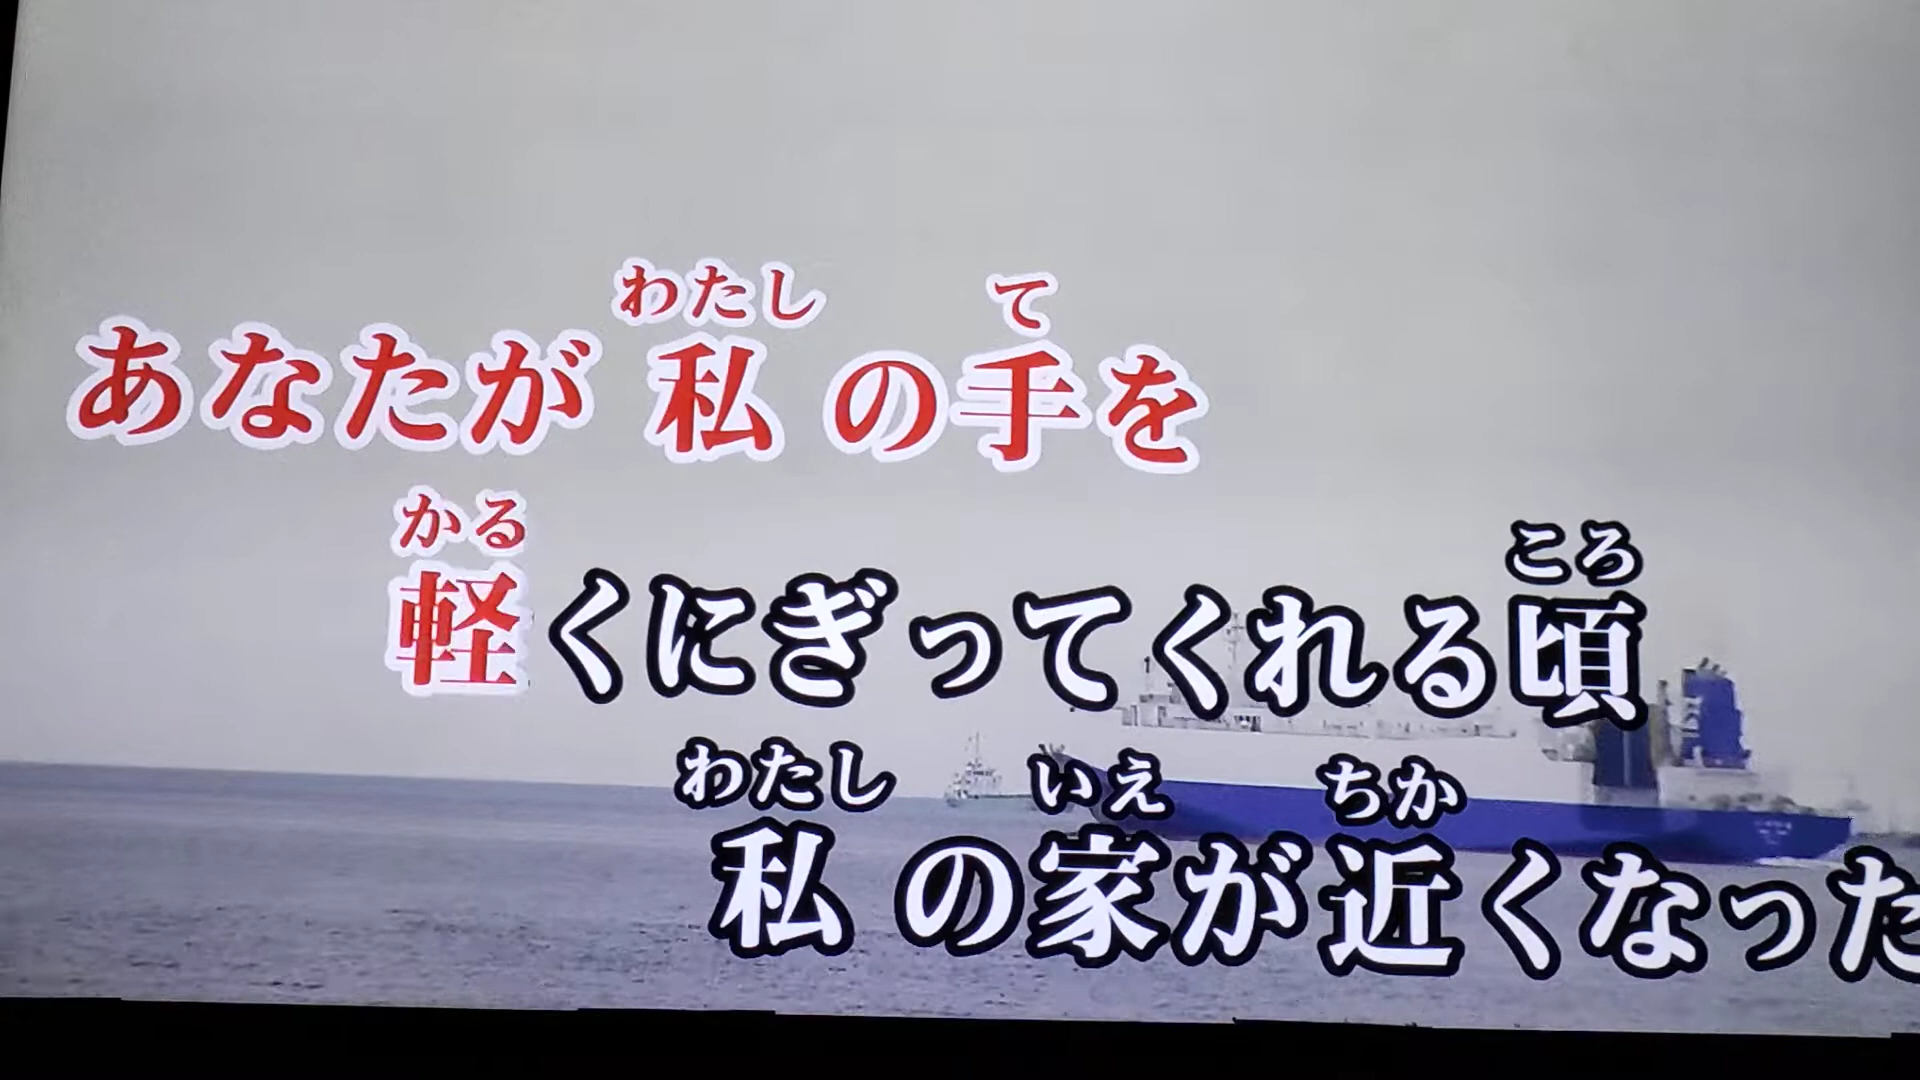 わたし て
あなたが私の手を
かる ころ
軽くにぎってくれる頃
わたし いえ ちか
私の家が近くなった